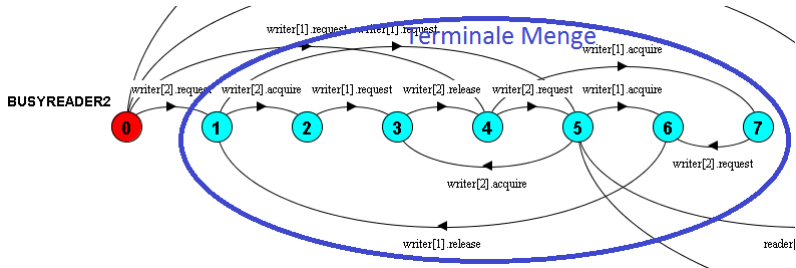 writer[1].request
writer[1].request
Terminale Menge
writer[1].acquire
writer[2].request
writer[2].acquire
writer[1].request
writer[2].release
writer[2].request
writer[1].acquire
BUSYREADER2
0
1
2
3
4
5
6
7
writer[2].request
writer[2].acquire
writer[1].release
reader[